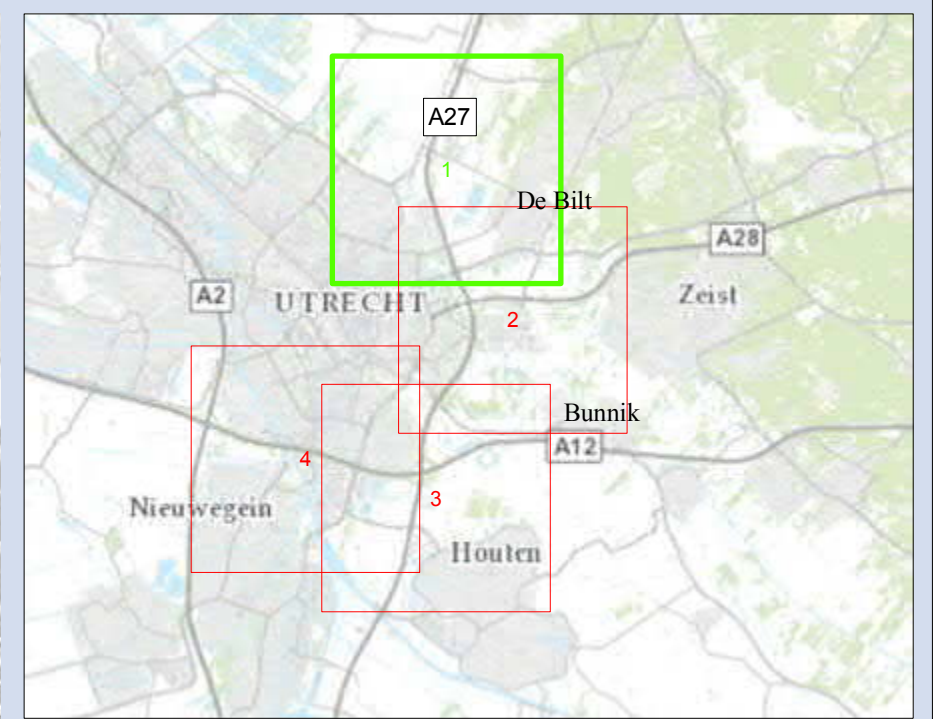 A27
1
De Bilt
A28
A2
UTRECHT
Zeist
2
Bunnik
A12
4
3
Nieuwegein
Houten